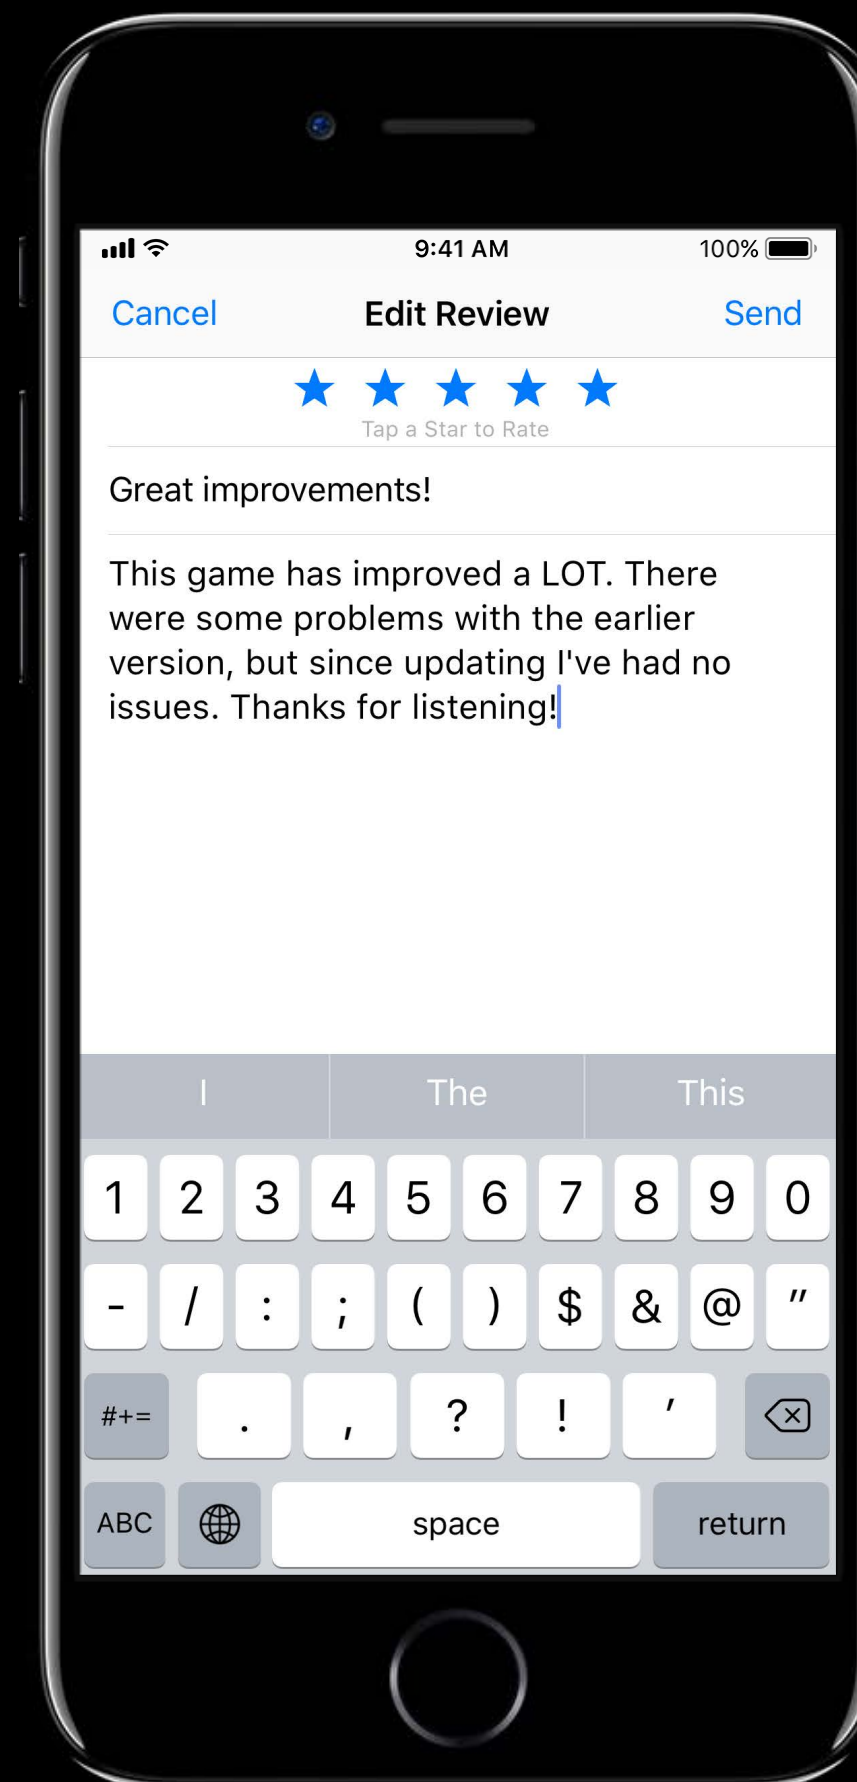 9:41 AM 100%
Cancel Edit Review Send
Tap a Star to Rate
Great improvements!
This game has improved a LOT. There
were some problems with the earlier
version, but since updating I've had no
issues. Thanks for listening!
I The This
1 2 3 4 5 6 7 8 9 0
- / : ; ( ) $ & @ "
#+= . , ? ! '
ABC space return